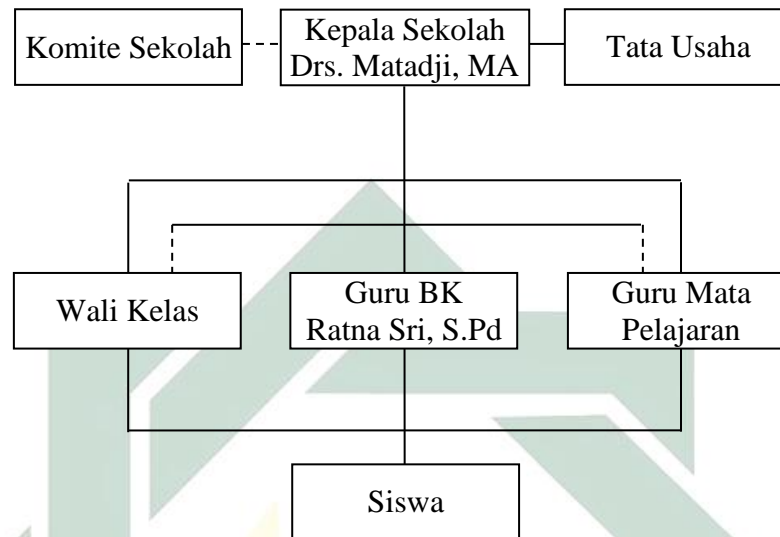 Komite Sekolah
Kepala Sekolah
Drs. Matadji, MA
Tata Usaha
Wali Kelas
Guru BK
Ratna Sri, S.Pd
Guru Mata
Pelajaran
Siswa